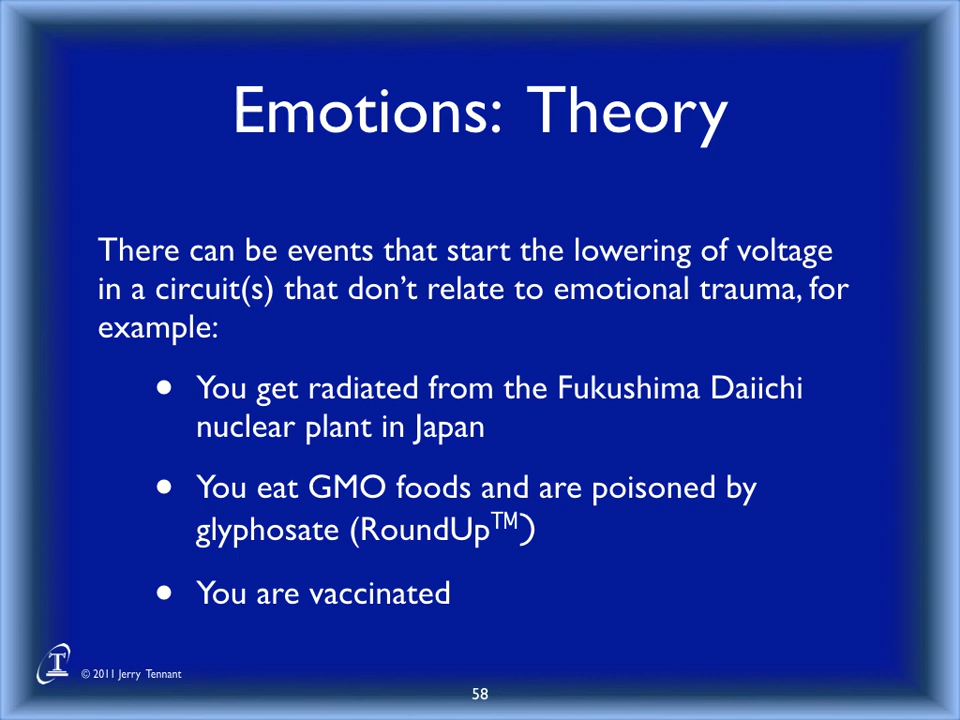 Emotions: Theory
There can be events that start the lowering of voltage
in a circuit(s) that don’t relate to emotional trauma, for
example:
• You get radiated from the Fukushima Daiichi
nuclear plant in Japan
• You eat GMO foods and are poisoned by
glyphosate (RoundUp™)
• You are vaccinated
T
© 2011 Jerry Tennant
58